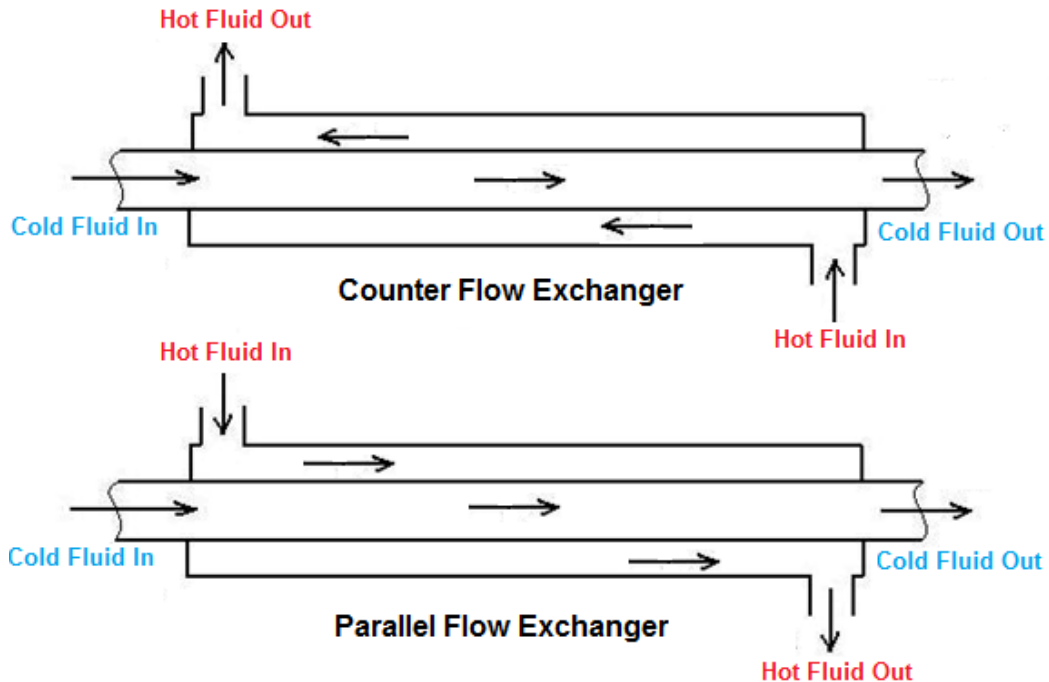 Hot Fluid Out
Cold Fluid In
Cold Fluid Out
Counter Flow Exchanger
Hot Fluid In
Hot Fluid In
Cold Fluid In
Cold Fluid Out
Parallel Flow Exchanger
Hot Fluid Out